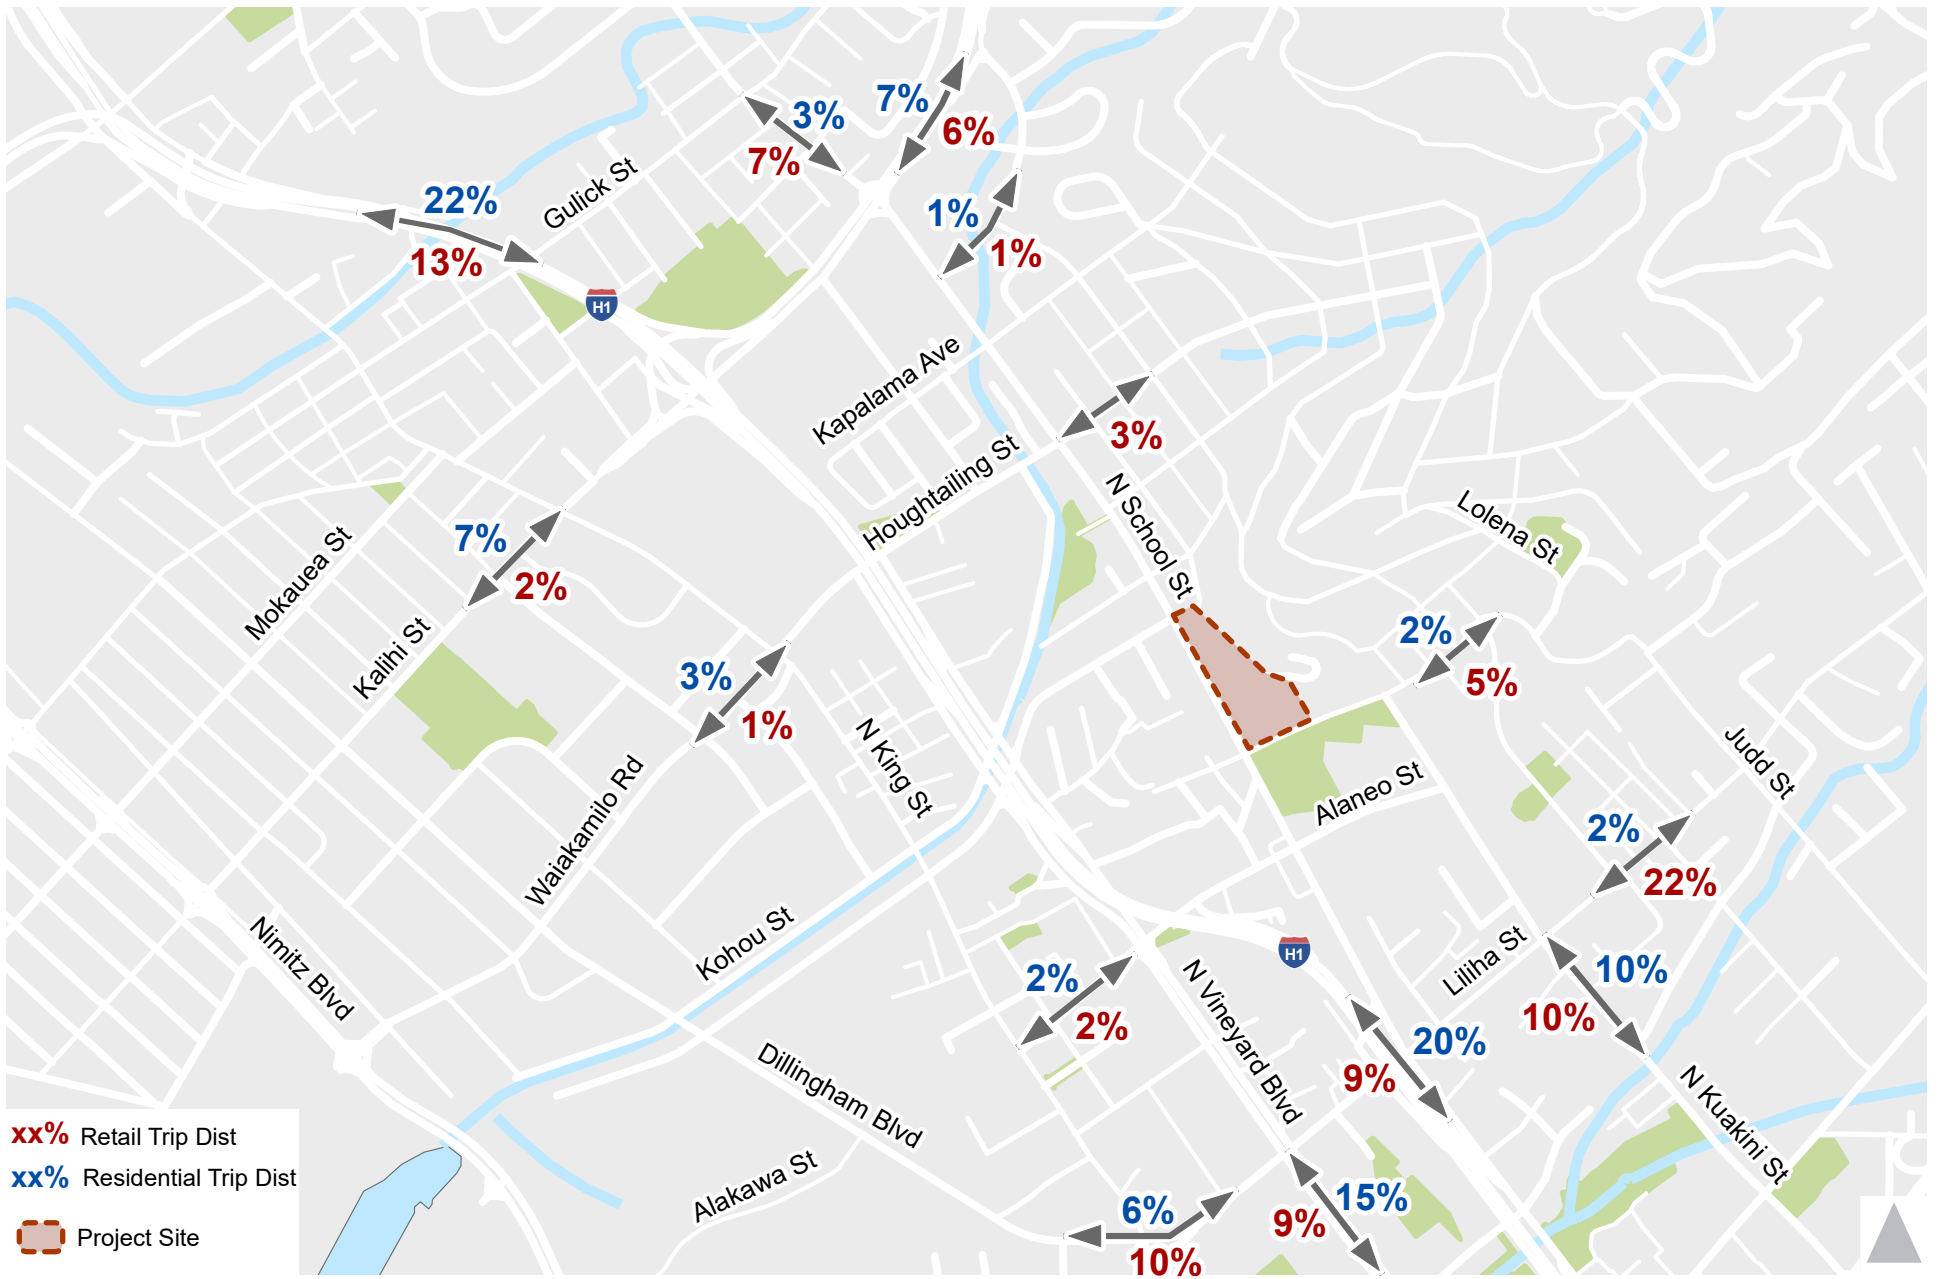 7%
3%
6%
7%
Gulick St
22%
1%
13%
1%
H1
Kapalama Ave
3%
Houghtailing St
N School St
Lolena St
7%
2%
Mokauea St
Kalihi St
2%
5%
3%
1%
N King St
Judd St
Waiakamilo Rd
Alaneo St
2%
22%
Kohou St
Nimitz Blvd
H1
Liliha St
10%
10%
2%
2%
N Vineyard Blvd
20%
9%
Dillingham Blvd
N Kuakini St
Alakawa St
6%
10%
15%
9%
xx% Retail Trip Dist
xx% Residential Trip Dist
Project Site